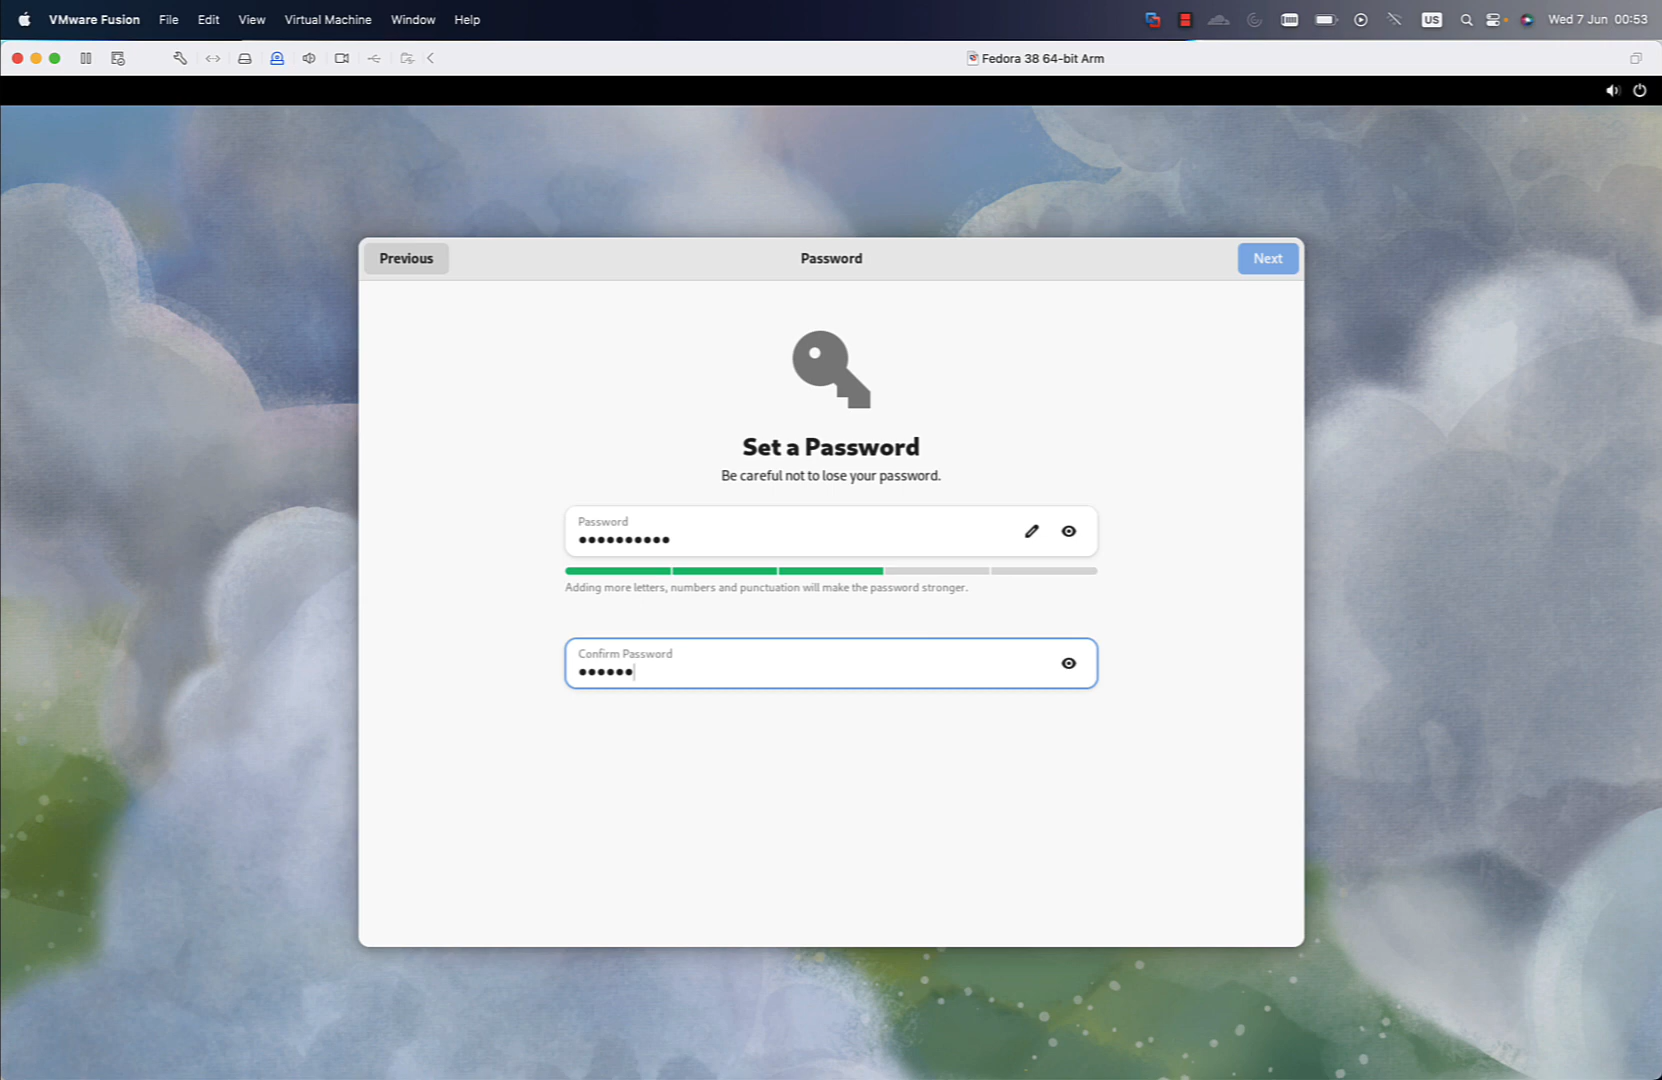 VMware Fusion File Edit View Virtual Machine Window Help US Wed 7 Jun 00:53
Fedora 38 64-bit Arm
Previous Password Next
Set a Password
Be careful not to lose your password.
Password
••••••••••
Adding more letters, numbers and punctuation will make the password stronger.
Confirm Password
••••••